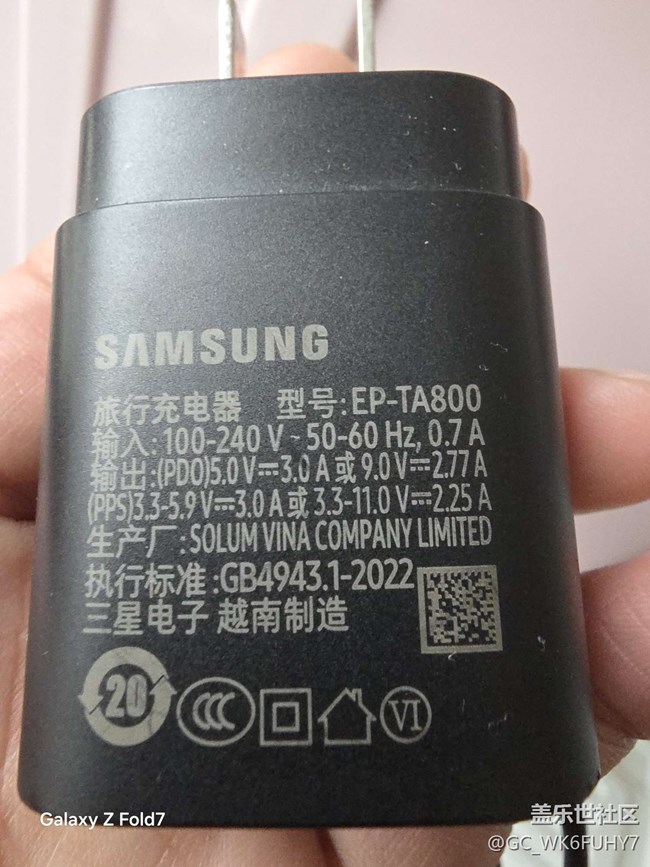 SAMSUNG
旅行充电器 型号:EP-TA800
输入:100-240 V ~ 50-60 Hz, 0.7 A
输出:(PDO)5.0 V⎓3.0 A 或 9.0 V⎓2.77 A
(PPS)3.3-5.9 V⎓3.0 A 或 3.3-11.0 V⎓2.25 A
生产厂:SOLUM VINA COMPANY LIMITED
执行标准:GB4943.1-2022
三星电子 越南制造
20 CCC VI
Galaxy Z Fold7
盖乐世社区
@GC_WK6FUHY7